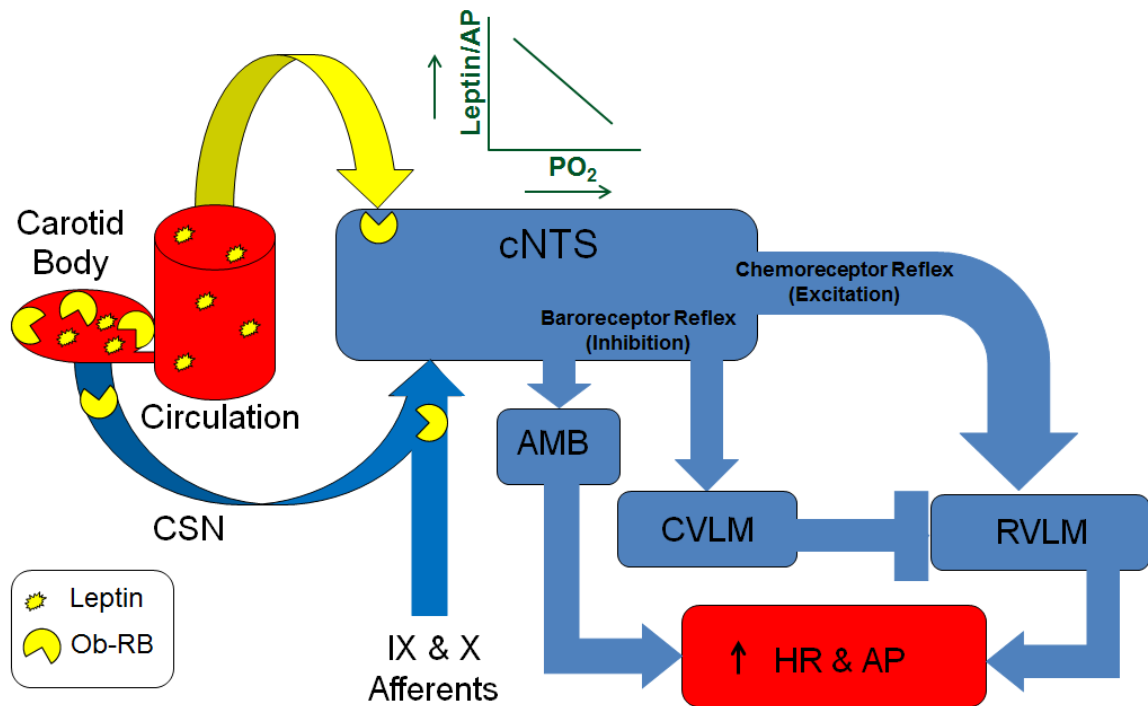 Leptin/AP
PO₂
Carotid
Body
cNTS
Chemoreceptor Reflex
(Excitation)
Baroreceptor Reflex
(Inhibition)
Circulation
AMB
CSN
CVLM
RVLM
Leptin
Ob-RB
IX & X
Afferents
↑ HR & AP